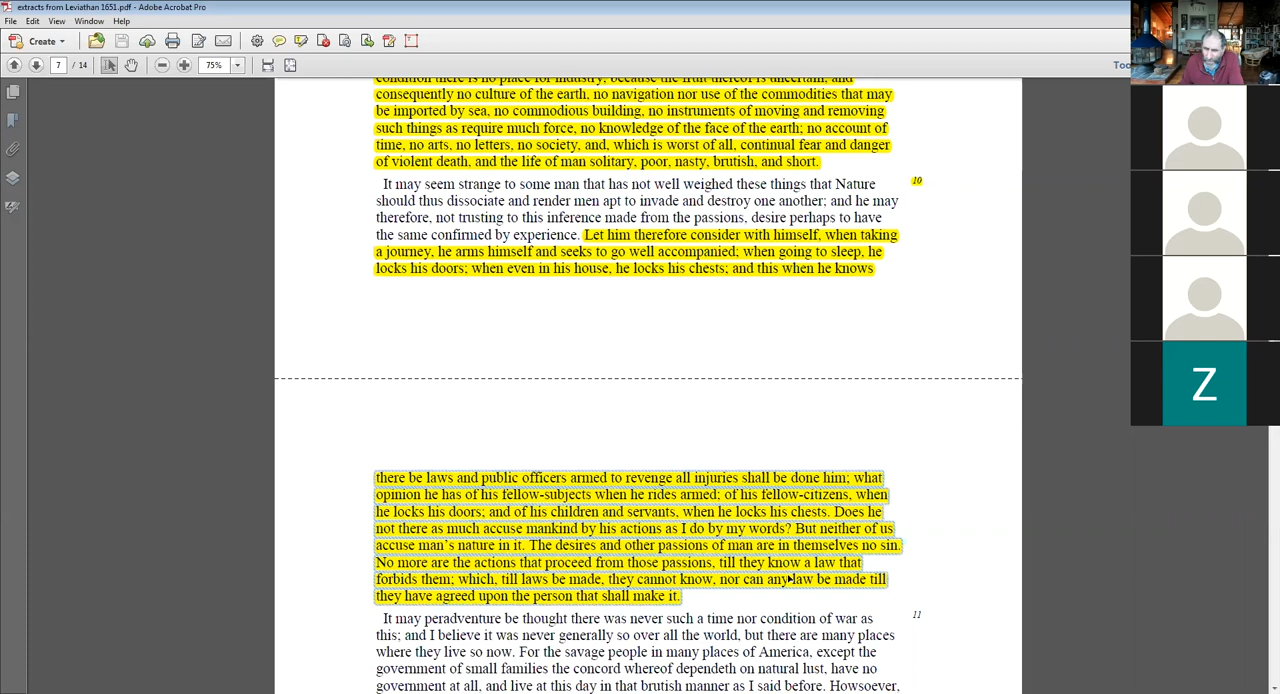 extracts from Leviathan 1651.pdf - Adobe Acrobat Pro
File Edit View Window Help
Create
7 / 14
75%
Too
condition there is no place for industry, because the fruit thereof is uncertain, and
consequently no culture of the earth, no navigation nor use of the commodities that may
be imported by sea, no commodious building, no instruments of moving and removing
such things as require much force, no knowledge of the face of the earth; no account of
time, no arts, no letters, no society, and, which is worst of all, continual fear and danger
of violent death, and the life of man solitary, poor, nasty, brutish, and short.
It may seem strange to some man that has not well weighed these things that Nature 10
should thus dissociate and render men apt to invade and destroy one another; and he may
therefore, not trusting to this inference made from the passions, desire perhaps to have
the same confirmed by experience. Let him therefore consider with himself, when taking
a journey, he arms himself and seeks to go well accompanied; when going to sleep, he
locks his doors; when even in his house, he locks his chests; and this when he knows
Z
there be laws and public officers armed to revenge all injuries shall be done him; what
opinion he has of his fellow-subjects when he rides armed; of his fellow-citizens, when
he locks his doors; and of his children and servants, when he locks his chests. Does he
not there as much accuse mankind by his actions as I do by my words? But neither of us
accuse man's nature in it. The desires and other passions of man are in themselves no sin.
No more are the actions that proceed from those passions, till they know a law that
forbids them; which, till laws be made, they cannot know, nor can any law be made till
they have agreed upon the person that shall make it.
It may peradventure be thought there was never such a time nor condition of war as 11
this; and I believe it was never generally so over all the world, but there are many places
where they live so now. For the savage people in many places of America, except the
government of small families the concord whereof dependeth on natural lust, have no
government at all, and live at this day in that brutish manner as I said before. Howsoever,